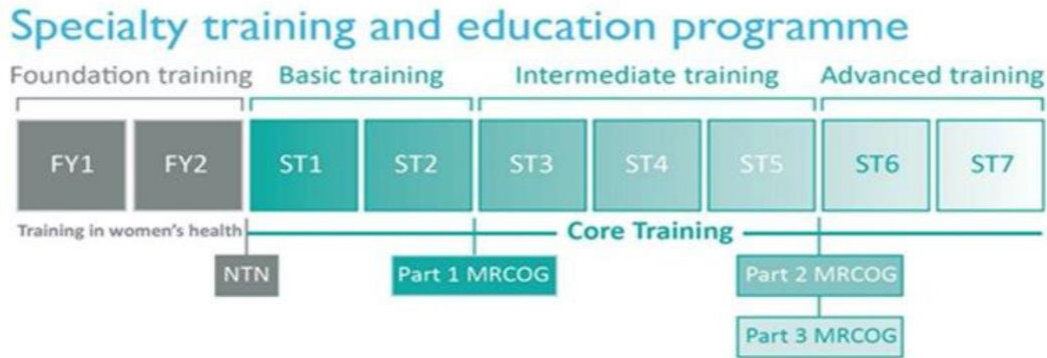 Specialty training and education programme
Foundation training Basic training Intermediate training Advanced training
FY1 FY2 ST1 ST2 ST3 ST4 ST5 ST6 ST7
Training in women's health Core Training
NTN Part 1 MRCOG Part 2 MRCOG
Part 3 MRCOG